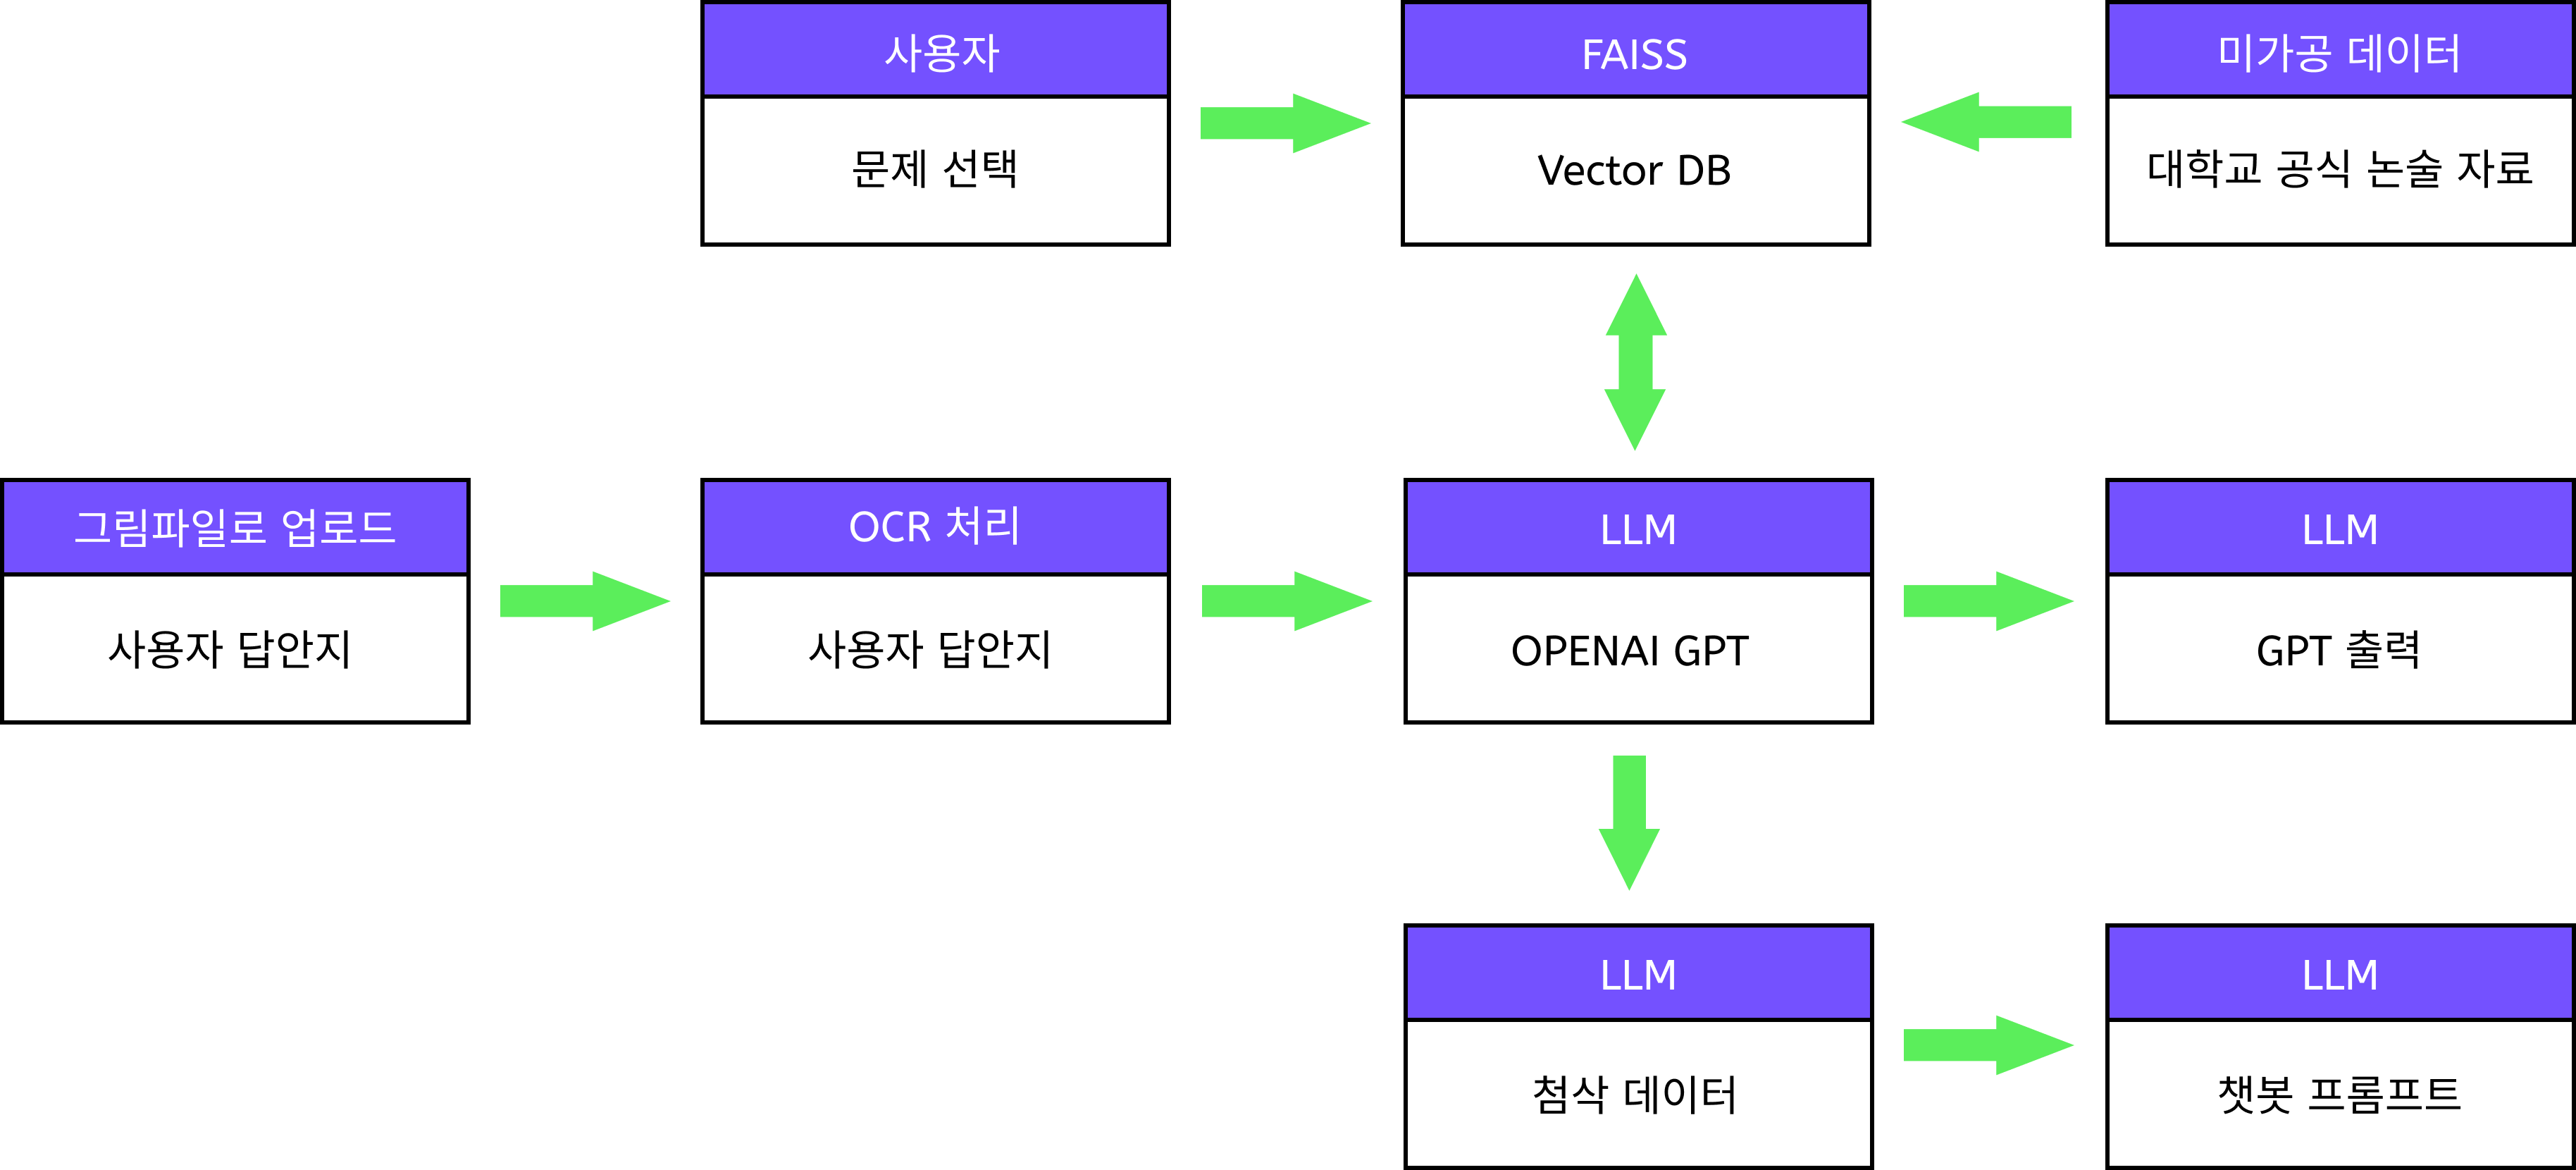 사용자
문제 선택
FAISS
Vector DB
미가공 데이터
대학교 공식 논술 자료
그림파일로 업로드
사용자 답안지
OCR 처리
사용자 답안지
LLM
OPENAI GPT
LLM
GPT 출력
LLM
첨삭 데이터
LLM
챗봇 프롬프트